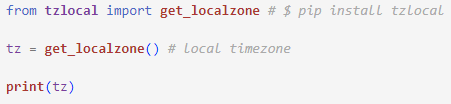 from tzlocal import get_localzone # $ pip install tzlocal
tz = get_localzone() # local timezone
print(tz)